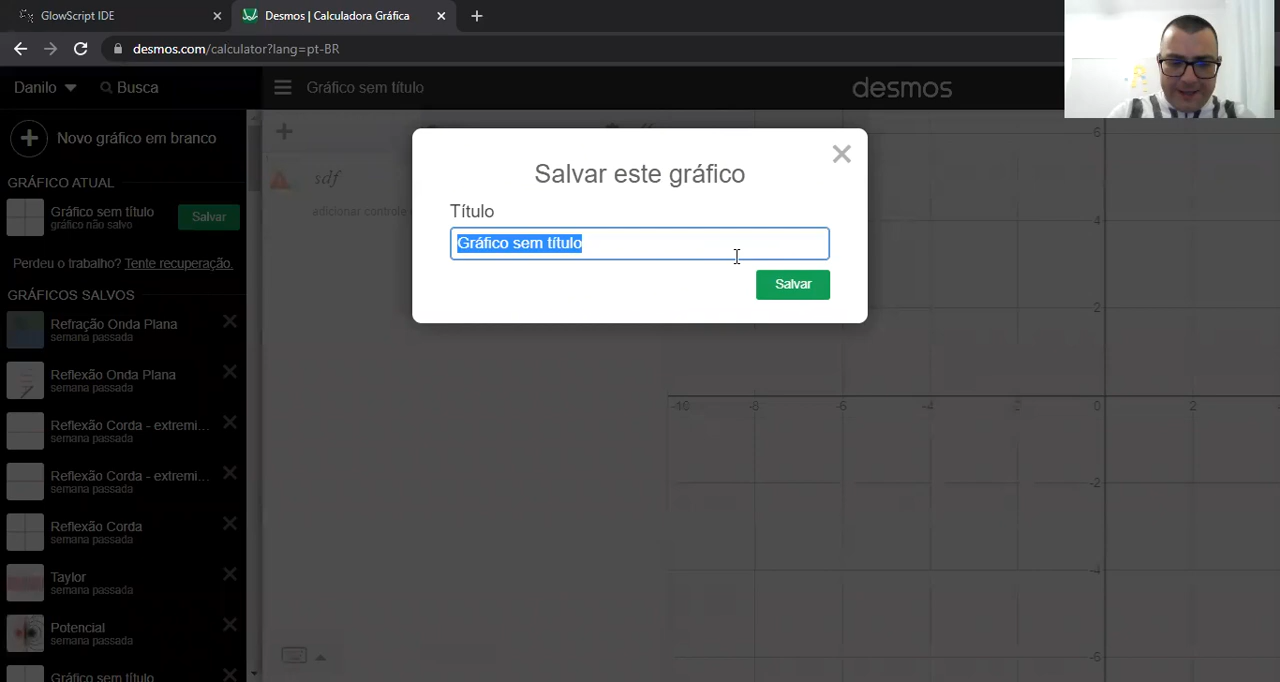 GlowScript IDE
Desmos | Calculadora Gráfica
desmos.com/calculator?lang=pt-BR
Danilo
Busca
Gráfico sem título
desmos
Novo gráfico em branco
GRÁFICO ATUAL
Gráfico sem título
gráfico não salvo
Salvar
Perdeu o trabalho? Tente recuperação.
GRÁFICOS SALVOS
Refração Onda Plana
semana passada
Reflexão Onda Plana
semana passada
Reflexão Corda - extremi...
semana passada
Reflexão Corda - extremi...
semana passada
Reflexão Corda
semana passada
Taylor
semana passada
Potencial
semana passada
Gráfico sem título
sdf
adicionar controle
Salvar este gráfico
Título
Gráfico sem título
Salvar
6
4
2
-10 -8 -6 -4 -2 0 2
-2
-4
-6